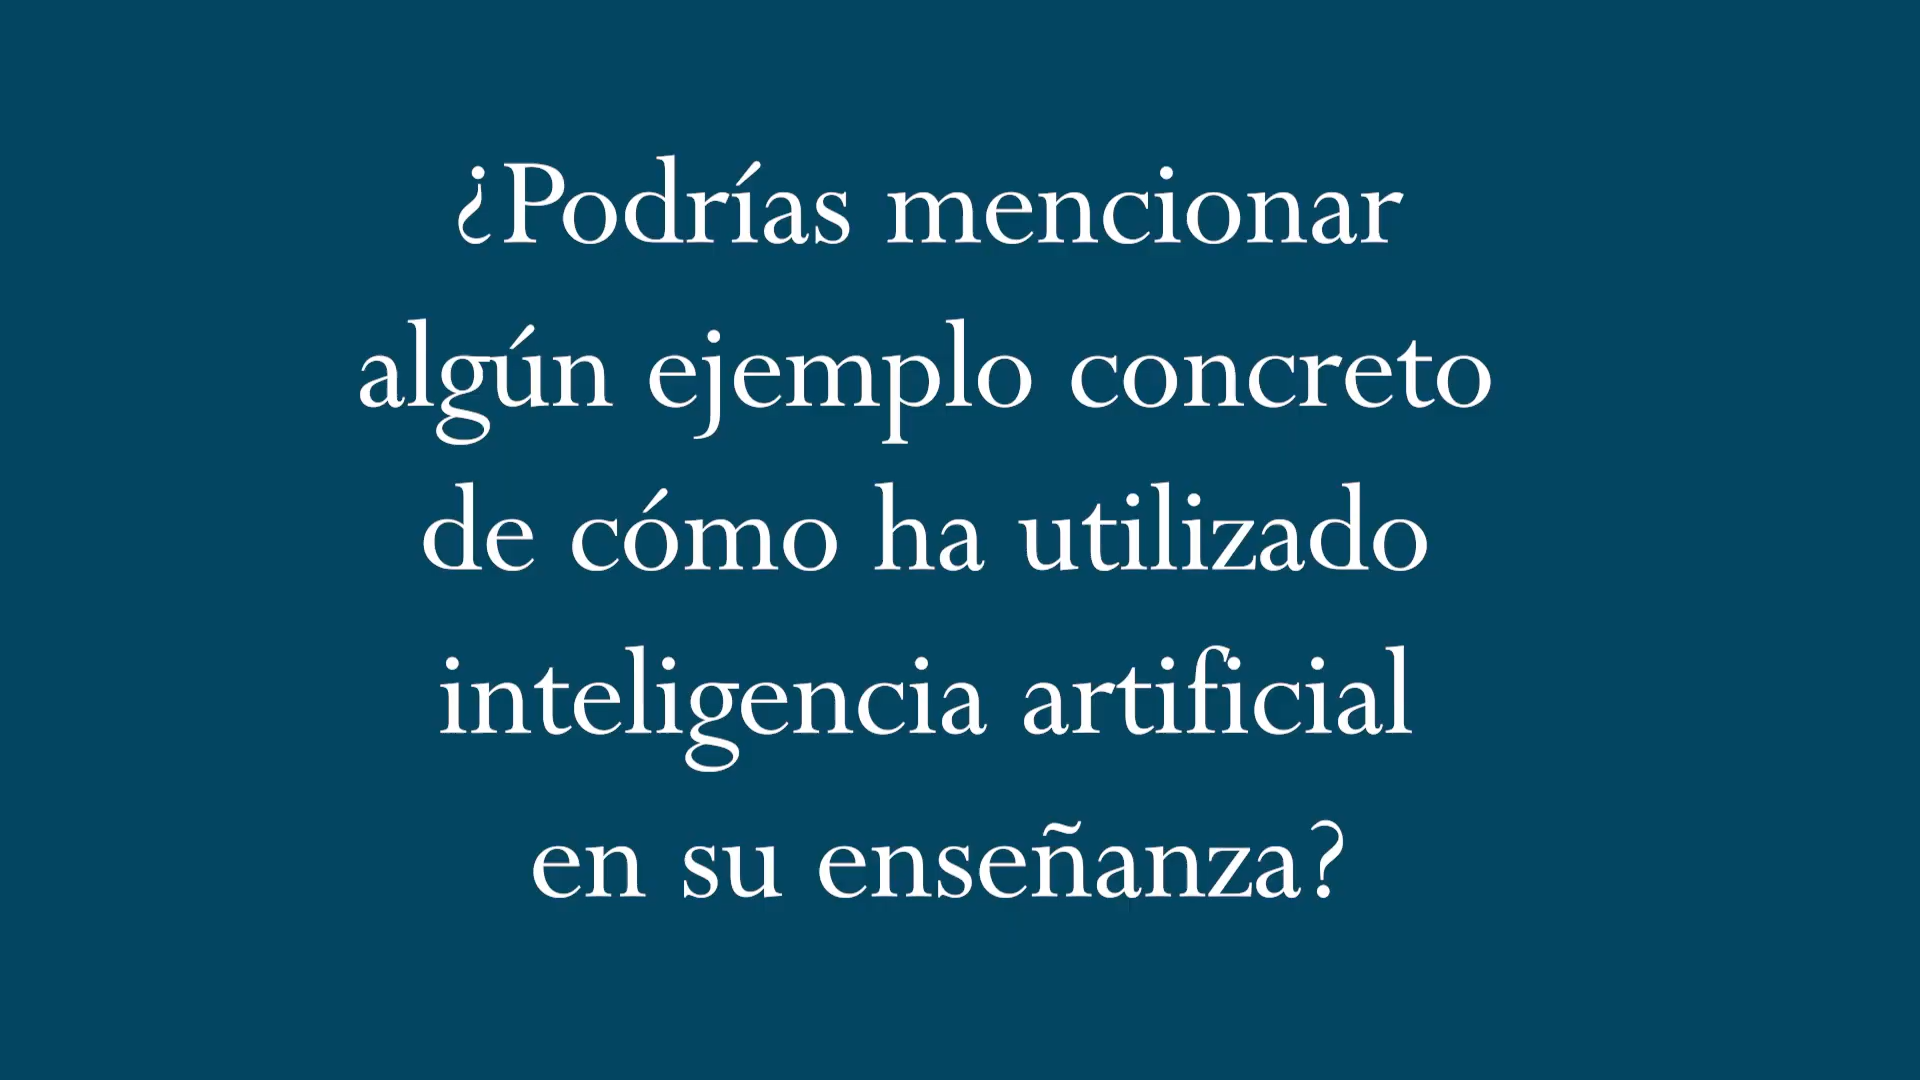 ¿Podrías mencionar
algún ejemplo concreto
de cómo ha utilizado
inteligencia artificial
en su enseñanza?